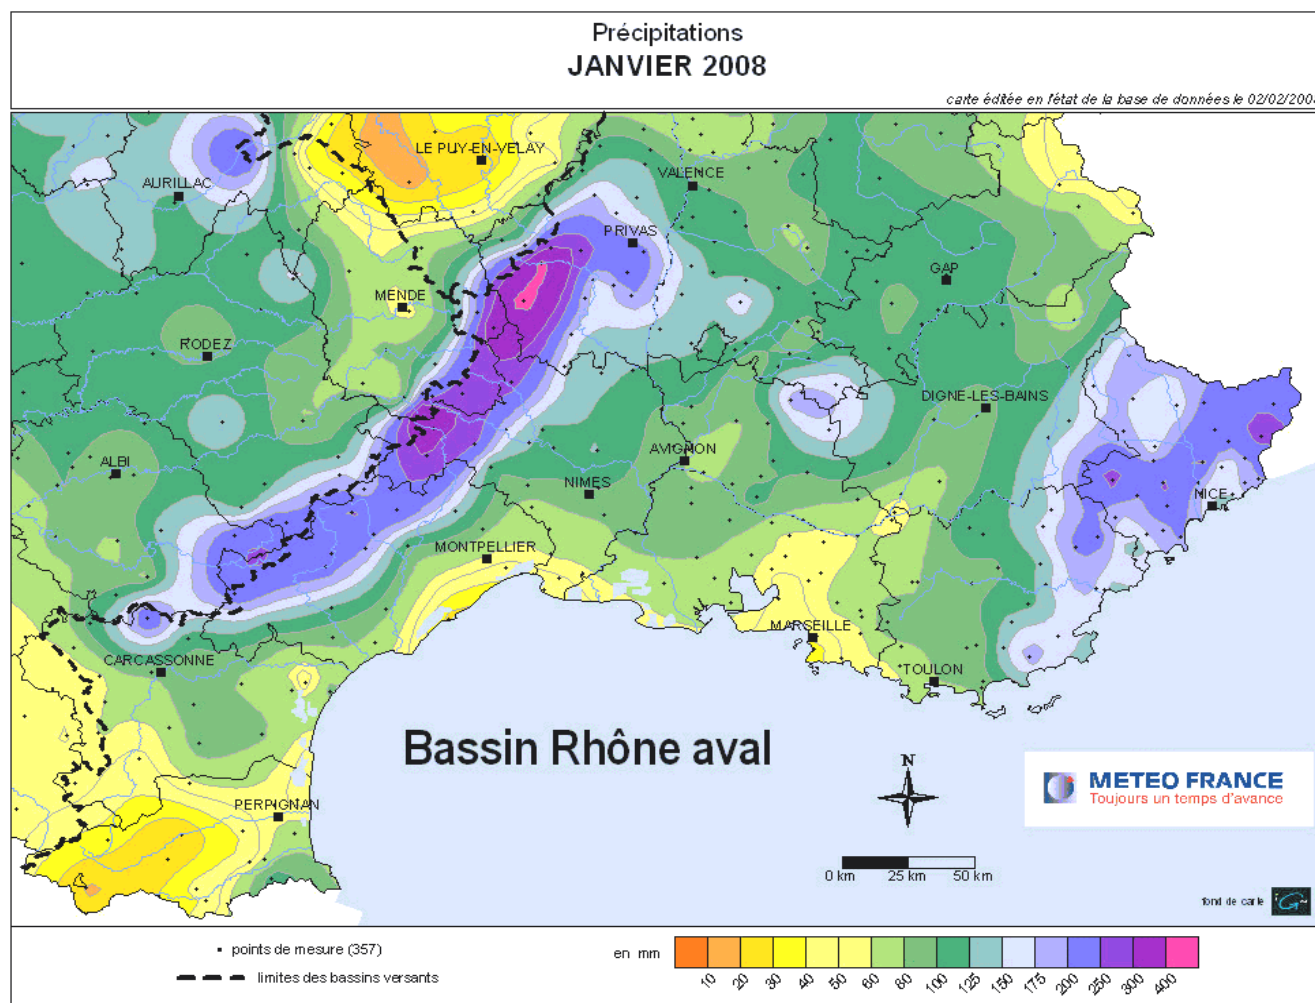 Précipitations
JANVIER 2008
carte éditée en l'état de la base de données le 02/02/200
LE PUY-EN-VELAY
VALENCE
AURILLAC
PRIVAS
GAP
MENDE
RODEZ
DIGNE-LES-BAINS
AVIGNON
ALBI
NIMES
NICE
MONTPELLIER
MARSEILLE
CARCASSONNE
TOULON
Bassin Rhône aval
N
METEO FRANCE
Toujours un temps d'avance
PERPIGNAN
0 km 25 km 50 km
fond de carte
points de mesure (357)
limites des bassins versants
en mm
10 20 30 40 50 60 80 100 125 150 175 200 250 300 400